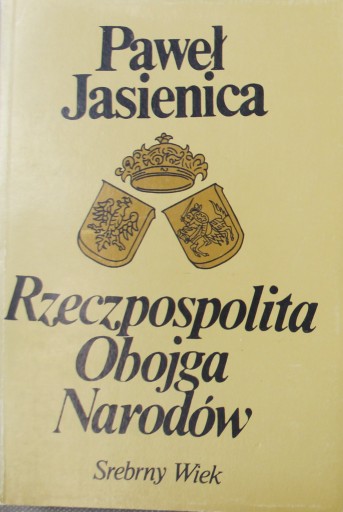 Paweł
Jasienica
Rzeczpospolita
Obojga
Narodów
Srebrny Wiek